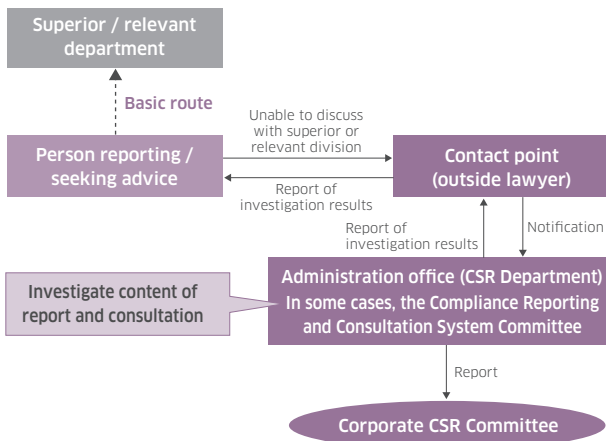 Superior / relevant
department
Basic route
Unable to discuss
with superior or
relevant division
Person reporting /
seeking advice
Contact point
(outside lawyer)
Report of
investigation results
Report of
investigation results
Notification
Investigate content of
report and consultation
Administration office (CSR Department)
In some cases, the Compliance Reporting
and Consultation System Committee
Report
Corporate CSR Committee